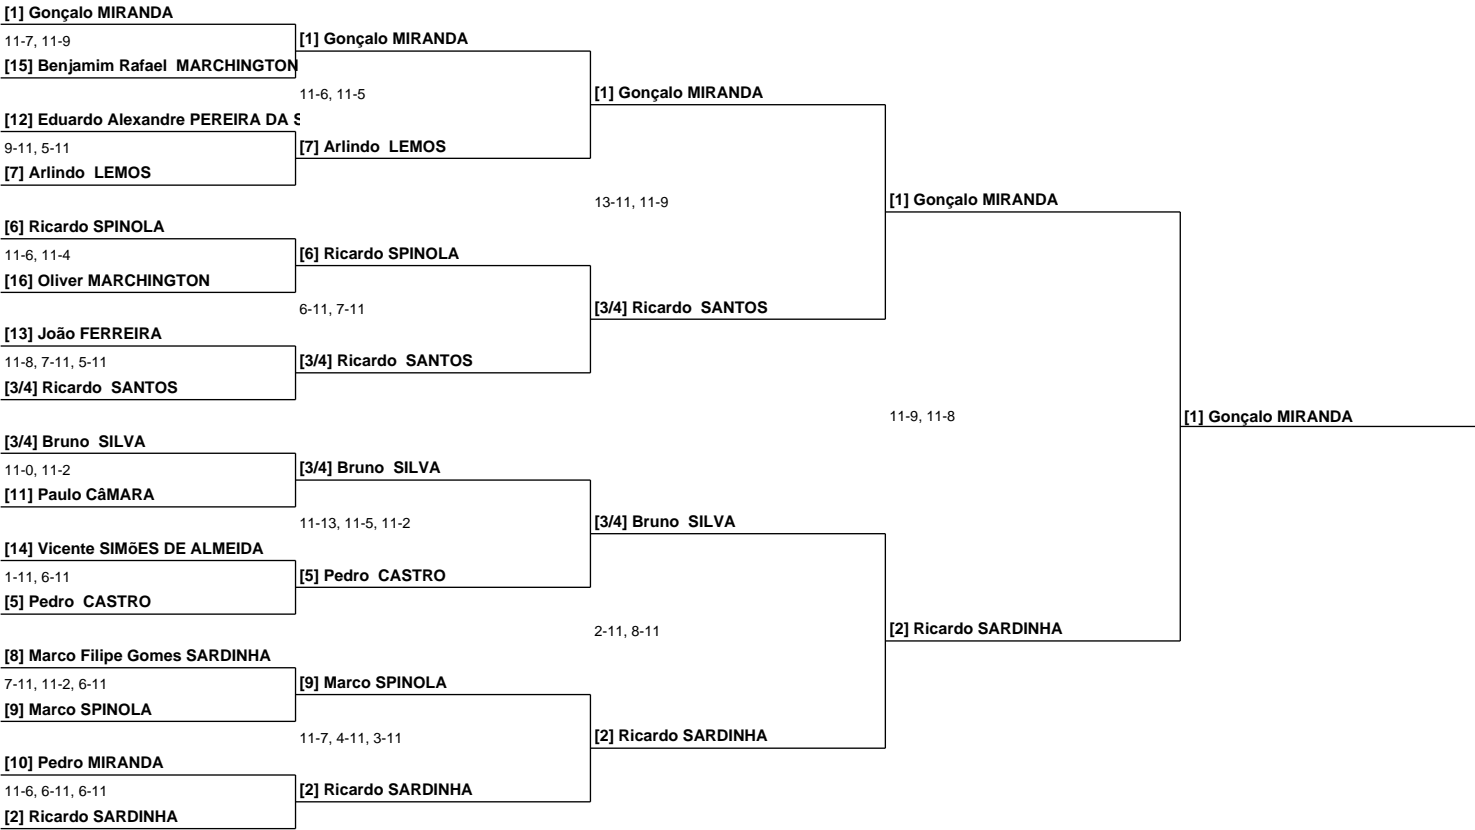 [1] Gonçalo MIRANDA
11-7, 11-9
[15] Benjamim Rafael  MARCHINGTON
[12] Eduardo Alexandre PEREIRA DA S
9-11, 5-11
[7] Arlindo  LEMOS
[6] Ricardo SPINOLA
11-6, 11-4
[16] Oliver MARCHINGTON
[13] João FERREIRA
11-8, 7-11, 5-11
[3/4] Ricardo  SANTOS
[3/4] Bruno  SILVA
11-0, 11-2
[11] Paulo CâMARA
[14] Vicente SIMõES DE ALMEIDA
1-11, 6-11
[5] Pedro  CASTRO
[8] Marco Filipe Gomes SARDINHA
7-11, 11-2, 6-11
[9] Marco SPINOLA
[10] Pedro MIRANDA
11-6, 6-11, 6-11
[2] Ricardo SARDINHA
[1] Gonçalo MIRANDA
11-6, 11-5
[7] Arlindo  LEMOS
[6] Ricardo SPINOLA
6-11, 7-11
[3/4] Ricardo  SANTOS
[3/4] Bruno  SILVA
11-13, 11-5, 11-2
[5] Pedro  CASTRO
[9] Marco SPINOLA
11-7, 4-11, 3-11
[2] Ricardo SARDINHA
[1] Gonçalo MIRANDA
13-11, 11-9
[3/4] Ricardo  SANTOS
[3/4] Bruno  SILVA
2-11, 8-11
[2] Ricardo SARDINHA
[1] Gonçalo MIRANDA
11-9, 11-8
[2] Ricardo SARDINHA
[1] Gonçalo MIRANDA